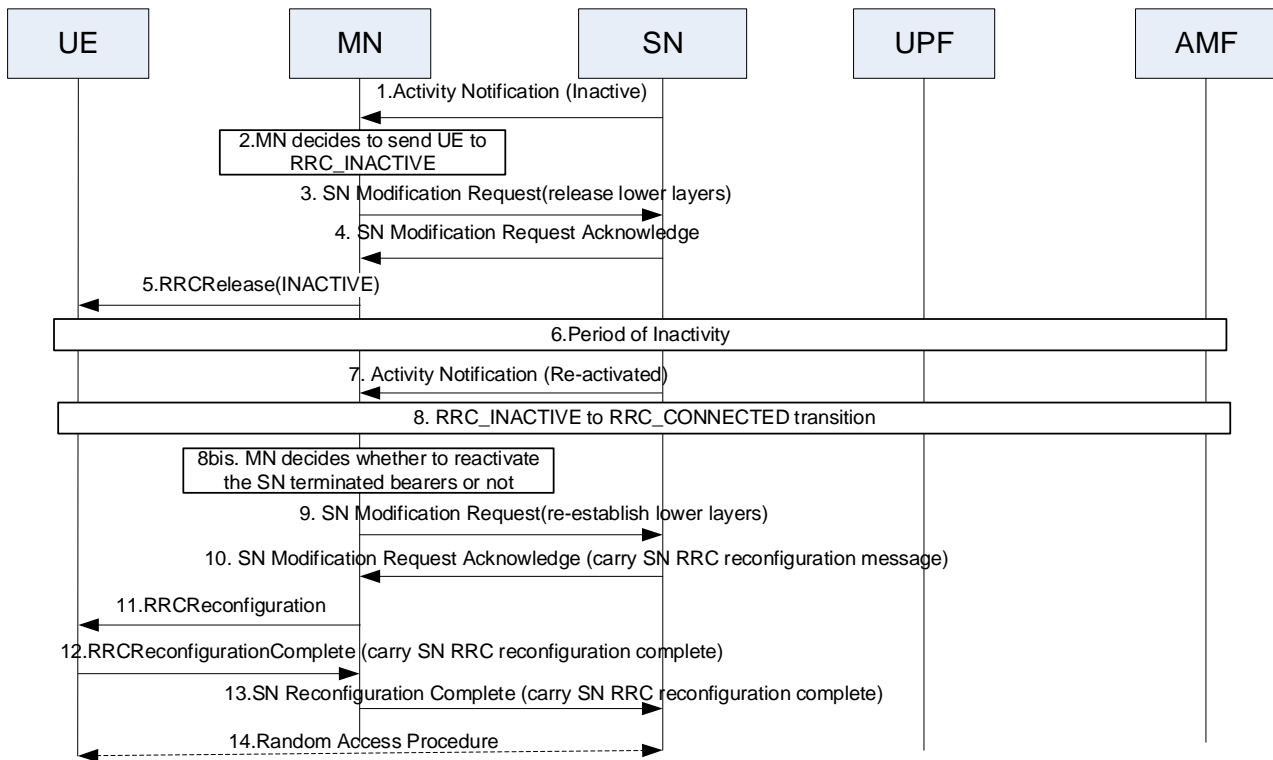 UE
MN
SN
UPF
AMF
1.Activity Notification (Inactive)
2.MN decides to send UE to
RRC_INACTIVE
3. SN Modification Request(release lower layers)
4. SN Modification Request Acknowledge
5.RRCRelease(INACTIVE)
6.Period of Inactivity
7. Activity Notification (Re-activated)
8. RRC_INACTIVE to RRC_CONNECTED transition
8bis. MN decides whether to reactivate
the SN terminated bearers or not
9. SN Modification Request(re-establish lower layers)
10. SN Modification Request Acknowledge (carry SN RRC reconfiguration message)
11.RRCReconfiguration
12.RRCReconfigurationComplete (carry SN RRC reconfiguration complete)
13.SN Reconfiguration Complete (carry SN RRC reconfiguration complete)
14.Random Access Procedure